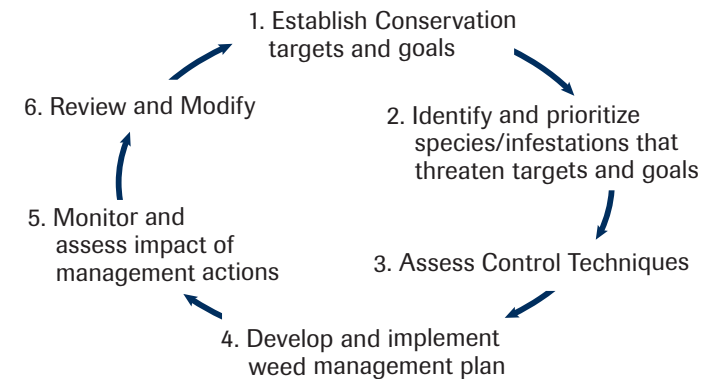 1. Establish Conservation
targets and goals
2. Identify and prioritize
species/infestations that
threaten targets and goals
3. Assess Control Techniques
4. Develop and implement
weed management plan
5. Monitor and
assess impact of
management actions
6. Review and Modify